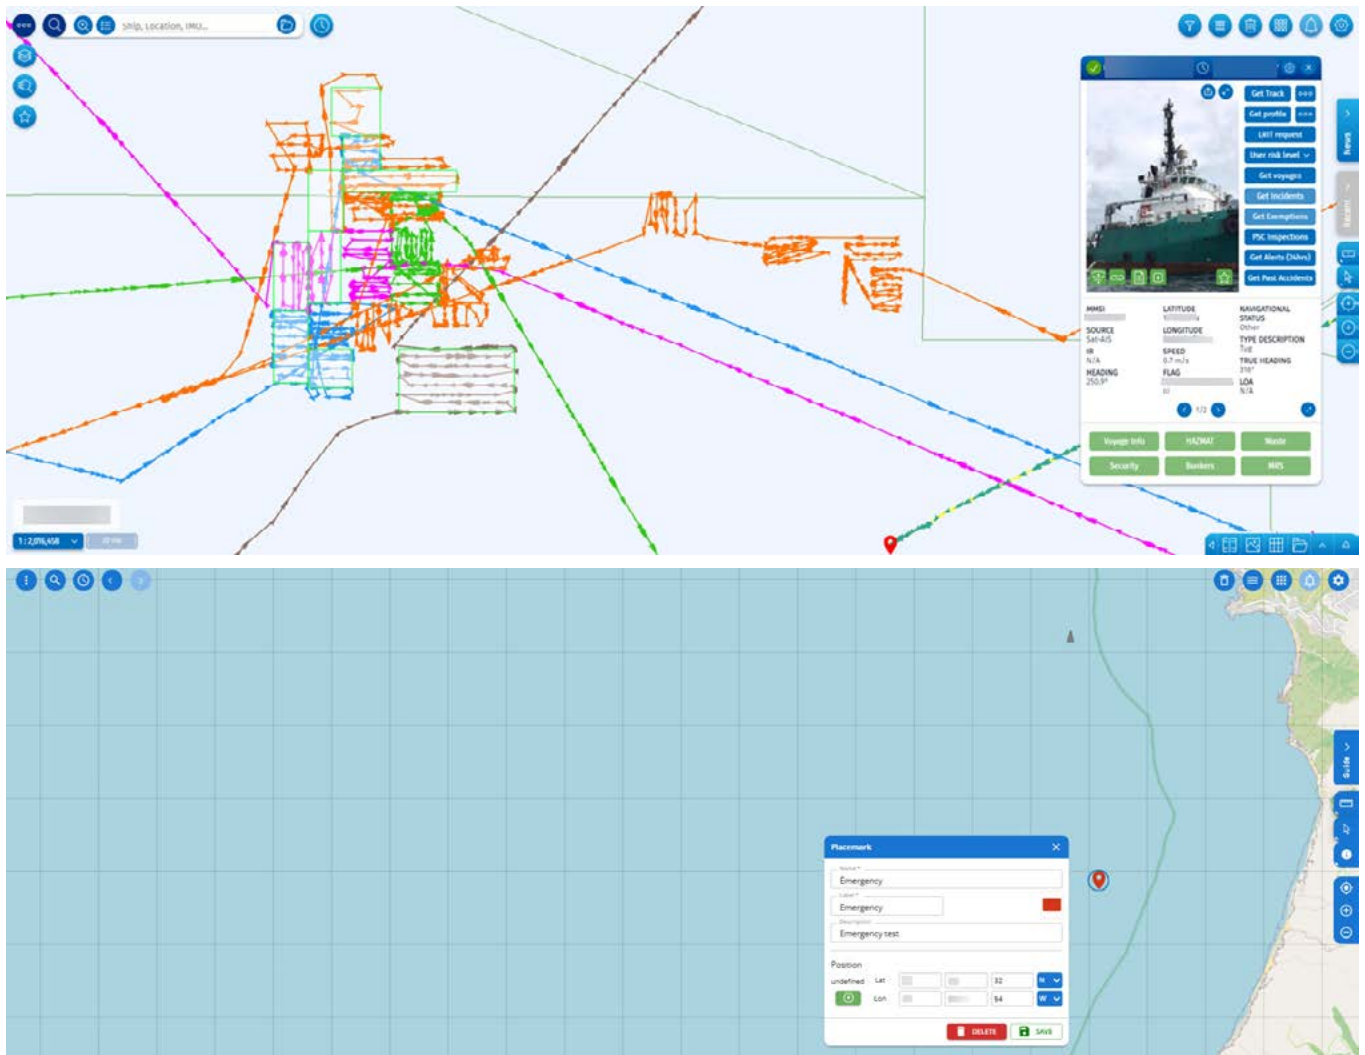 Ship, Location, IMO...
Get Track
Get profile
LRIT request
User risk level
Get voyages
Get Incidents
Get Exemptions
PSC Inspections
Get Alerts (24hrs)
Get Past Accidents
News
Recent
MMSI
LATITUDE
NAVIGATIONAL STATUS
Other
SOURCE
Sat-AIS
LONGITUDE
TYPE DESCRIPTION
Tug
IR
N/A
SPEED
0.7 m/s
TRUE HEADING
316°
HEADING
250.9°
FLAG
LOA
N/A
1/2
Voyage Info
HAZMAT
Waste
Security
Bunkers
MRS
1 : 2,016,458
Guide
Placemark
Name *
Emergency
Label *
Emergency
Description
Emergency test
Position
undefined
Lat
32
N
Lon
54
W
DELETE
SAVE